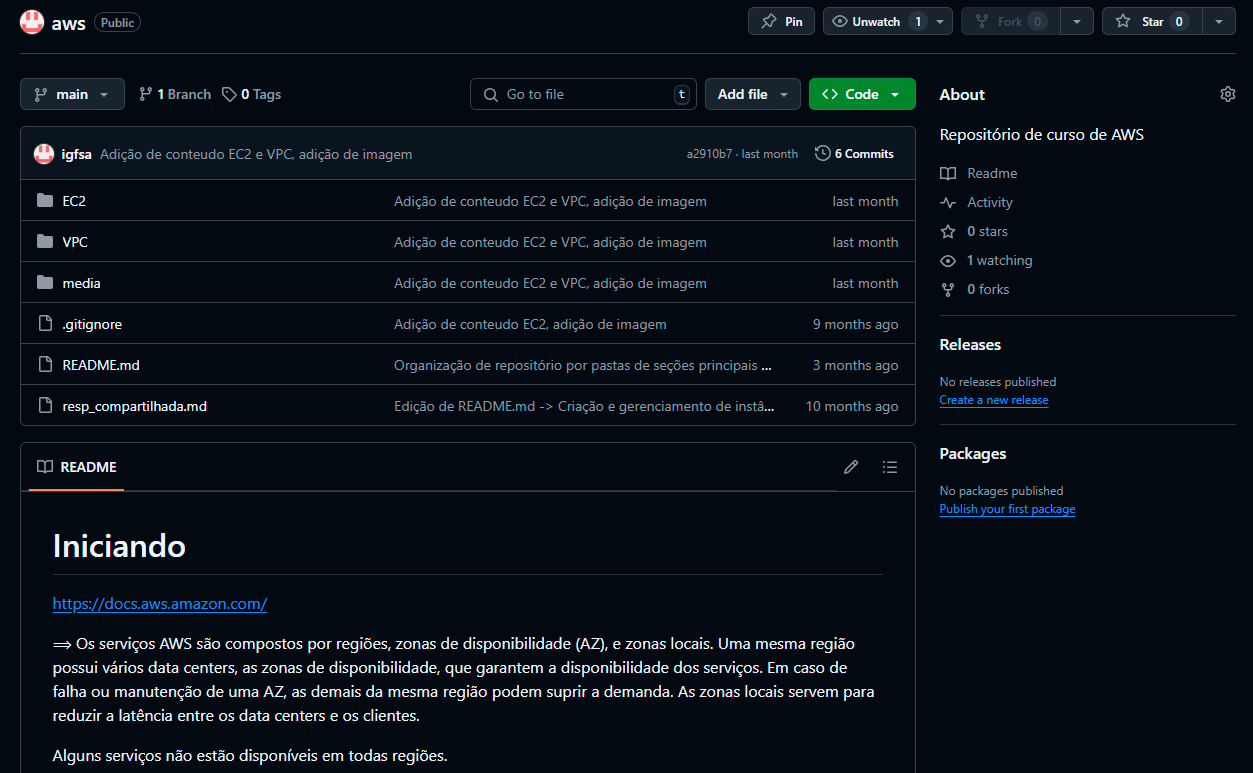 aws Public Pin Unwatch 1 Fork 0 Star 0
main 1 Branch 0 Tags Go to file t Add file Code
igfsa Adição de conteudo EC2 e VPC, adição de imagem a2910b7 · last month 6 Commits
EC2 Adição de conteudo EC2 e VPC, adição de imagem last month
VPC Adição de conteudo EC2 e VPC, adição de imagem last month
media Adição de conteudo EC2 e VPC, adição de imagem last month
.gitignore Adição de conteudo EC2, adição de imagem 9 months ago
README.md Organização de repositório por pastas de seções principais ... 3 months ago
resp_compartilhada.md Edição de README.md -> Criação e gerenciamento de instâ... 10 months ago
README
Iniciando
https://docs.aws.amazon.com/
⟹ Os serviços AWS são compostos por regiões, zonas de disponibilidade (AZ), e zonas locais. Uma mesma região
possui vários data centers, as zonas de disponibilidade, que garantem a disponibilidade dos serviços. Em caso de
falha ou manutenção de uma AZ, as demais da mesma região podem suprir a demanda. As zonas locais servem para
reduzir a latência entre os data centers e os clientes.
Alguns serviços não estão disponíveis em todas regiões.
About
Repositório de curso de AWS
Readme
Activity
0 stars
1 watching
0 forks
Releases
No releases published
Create a new release
Packages
No packages published
Publish your first package